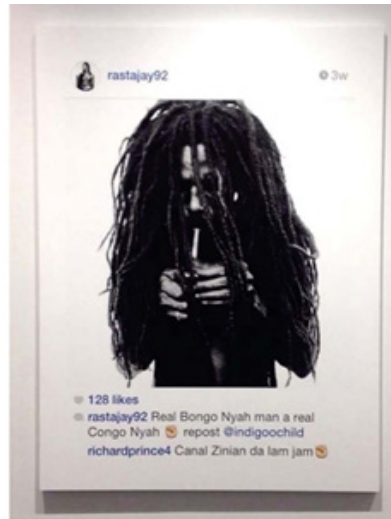 rastajay92
3w
128 likes
rastajay92 Real Bongo Nyah man a real
Congo Nyah ✊ repost @indigoochild
richardprince4 Canal Zinian da lam jam ✊